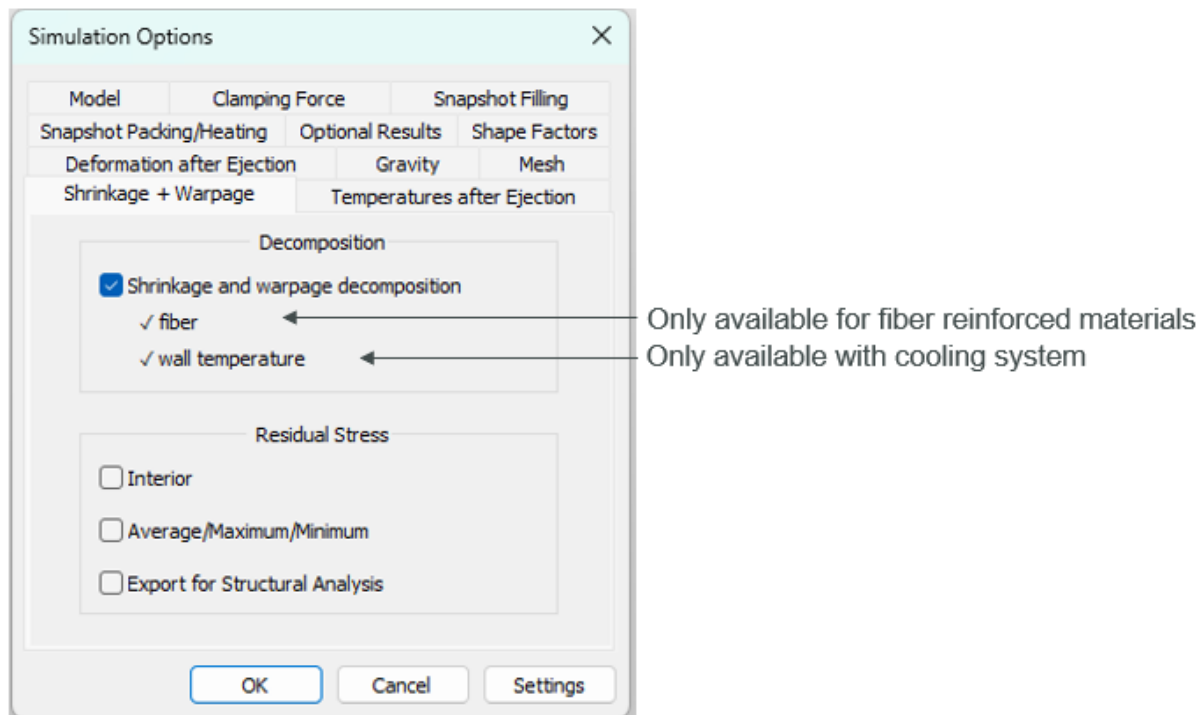 Simulation Options
Model
Clamping Force
Snapshot Filling
Snapshot Packing/Heating
Optional Results
Shape Factors
Deformation after Ejection
Gravity
Mesh
Shrinkage + Warpage
Temperatures after Ejection
Decomposition
Shrinkage and warpage decomposition
✓ fiber
Only available for fiber reinforced materials
✓ wall temperature
Only available with cooling system
Residual Stress
Interior
Average/Maximum/Minimum
Export for Structural Analysis
OK
Cancel
Settings